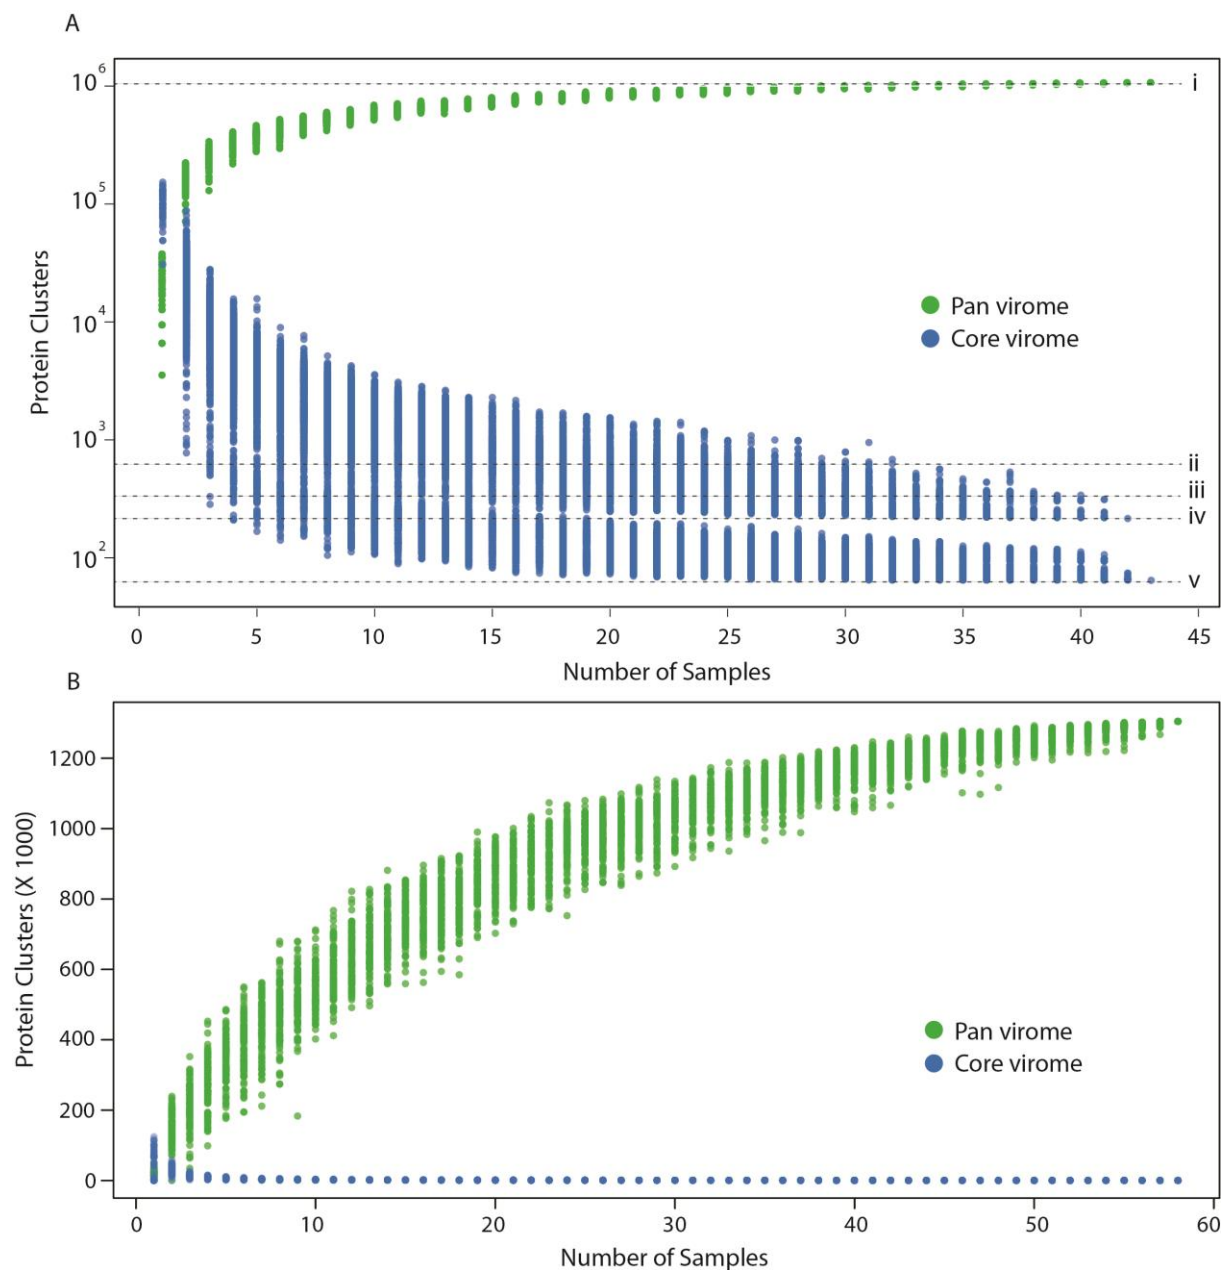 A
10^6
10^5
10^4
10^3
10^2
Protein Clusters
i
ii
iii
iv
v
Pan virome
Core virome
0 5 10 15 20 25 30 35 40 45
Number of Samples
B
1200
1000
800
600
400
200
0
Protein Clusters (X 1000)
Pan virome
Core virome
0 10 20 30 40 50 60
Number of Samples